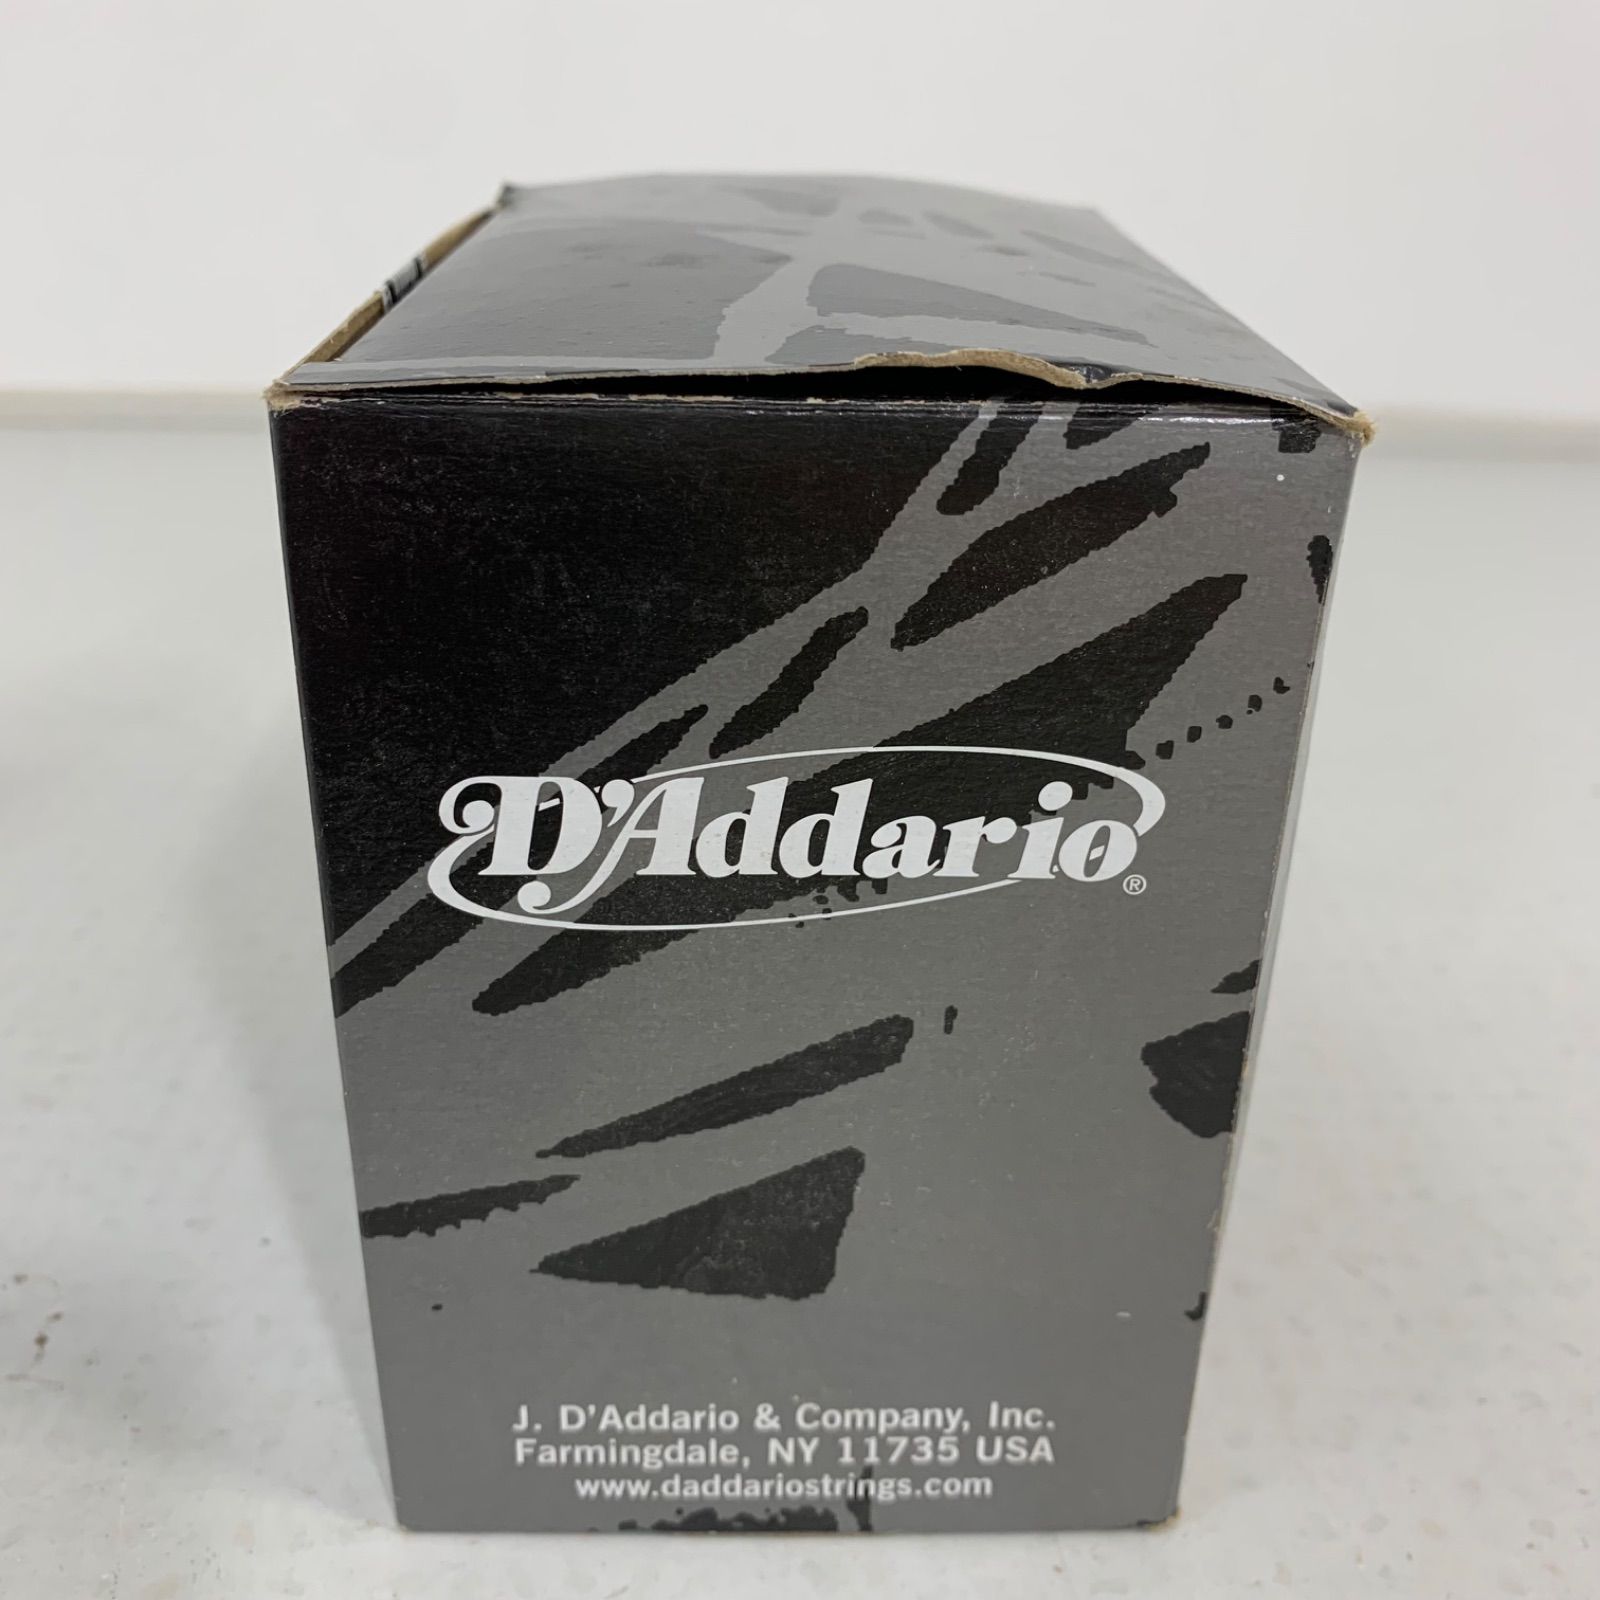 D'Addario®
J. D'Addario & Company, Inc.
Farmingdale, NY 11735 USA
www.daddariostrings.com